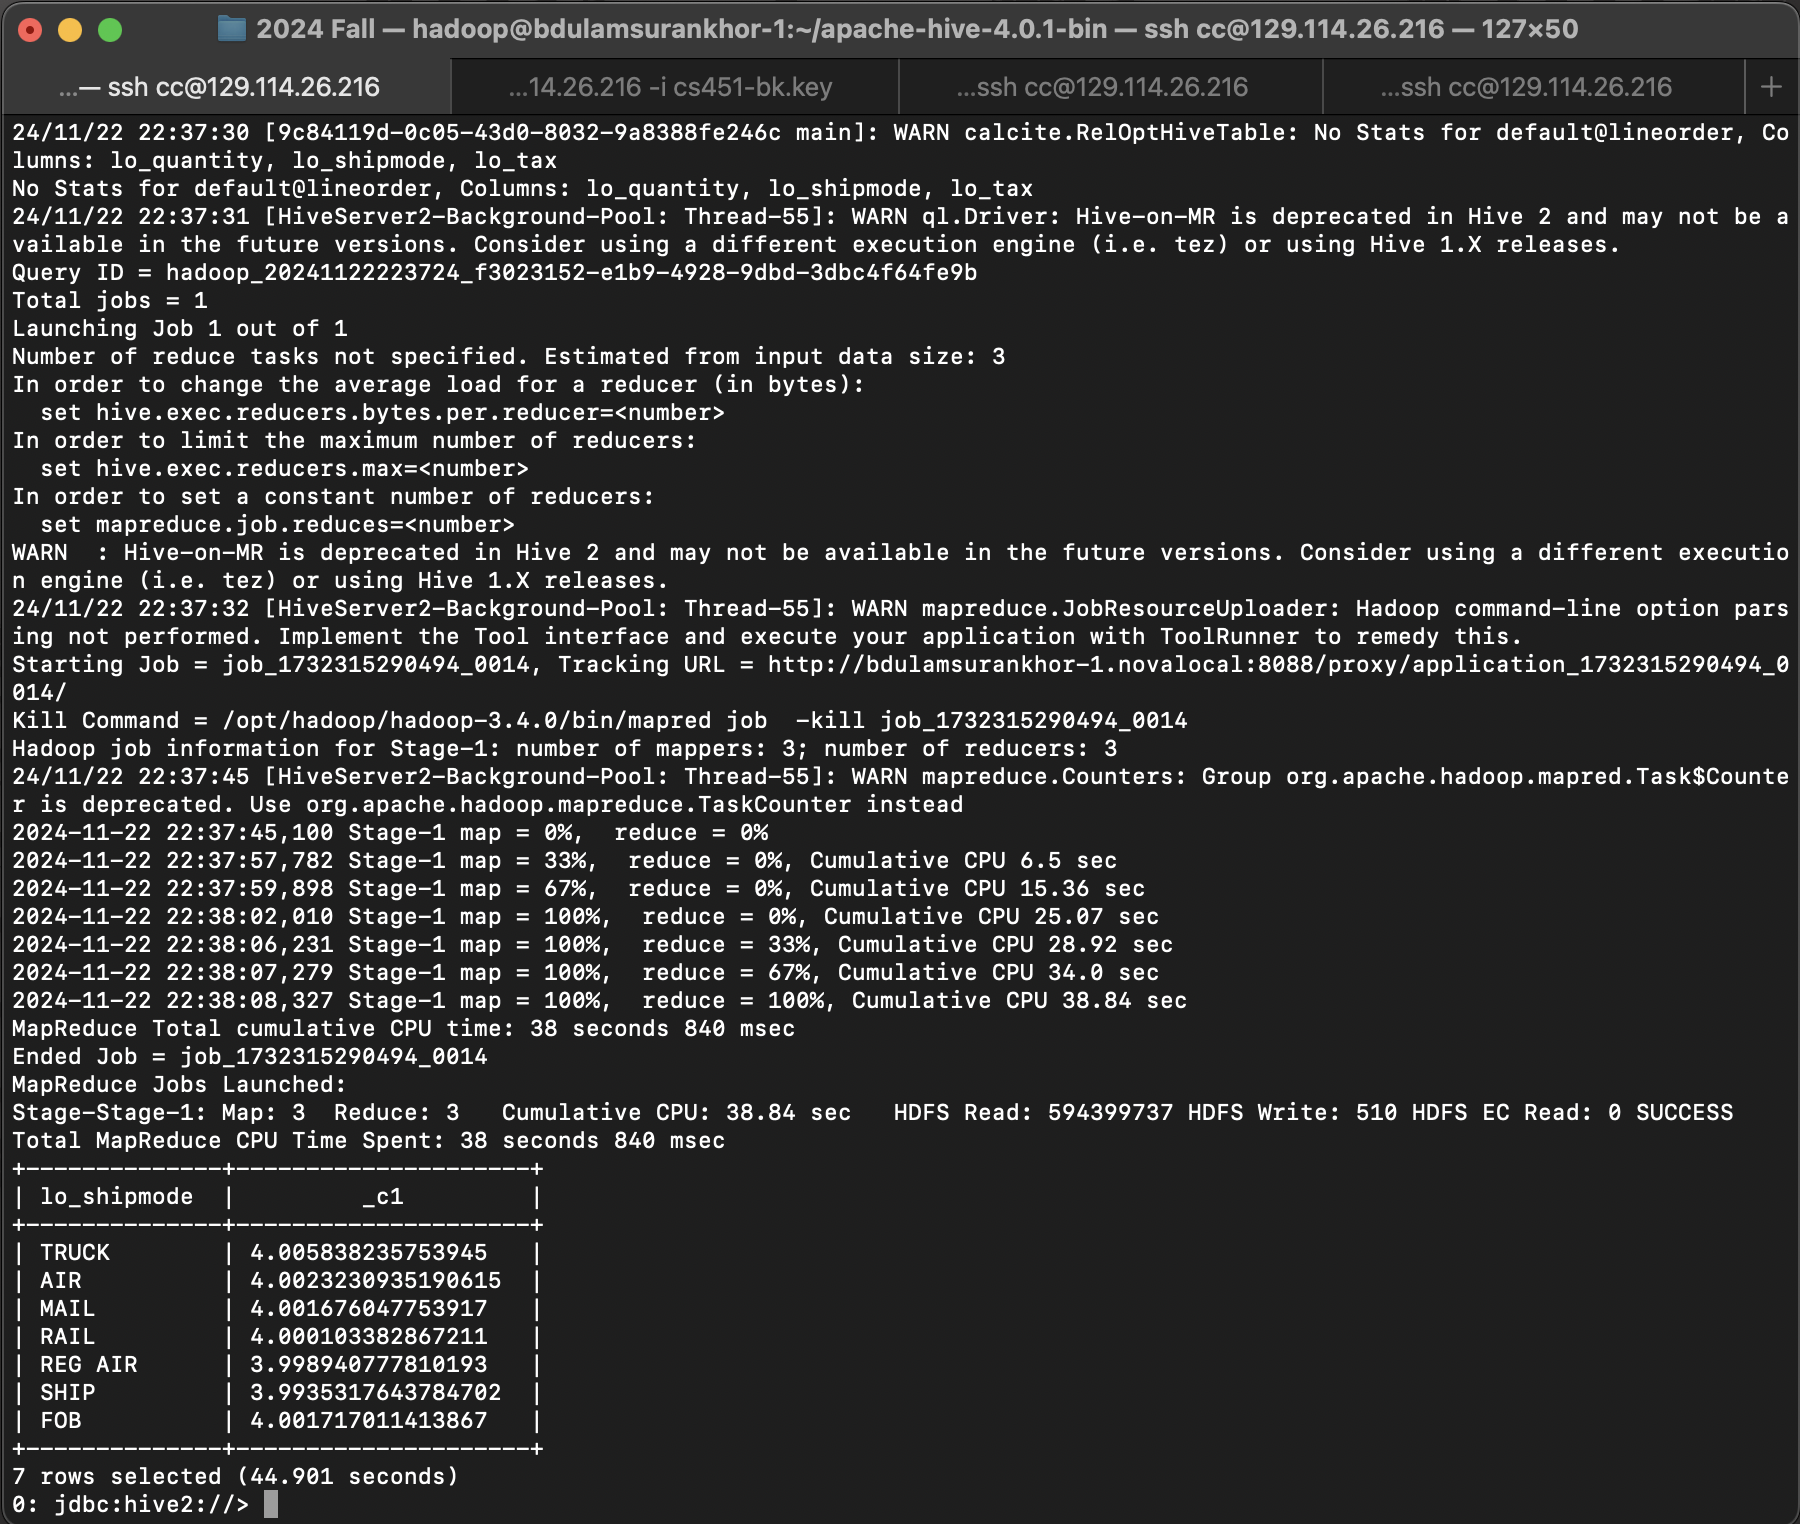 2024 Fall — hadoop@bdulamsurankhor-1:~/apache-hive-4.0.1-bin — ssh cc@129.114.26.216 — 127×50
...— ssh cc@129.114.26.216
...14.26.216 -i cs451-bk.key
...ssh cc@129.114.26.216
...ssh cc@129.114.26.216
+
24/11/22 22:37:30 [9c84119d-0c05-43d0-8032-9a8388fe246c main]: WARN calcite.RelOptHiveTable: No Stats for default@lineorder, Co
lumns: lo_quantity, lo_shipmode, lo_tax
No Stats for default@lineorder, Columns: lo_quantity, lo_shipmode, lo_tax
24/11/22 22:37:31 [HiveServer2-Background-Pool: Thread-55]: WARN ql.Driver: Hive-on-MR is deprecated in Hive 2 and may not be a
vailable in the future versions. Consider using a different execution engine (i.e. tez) or using Hive 1.X releases.
Query ID = hadoop_20241122223724_f3023152-e1b9-4928-9dbd-3dbc4f64fe9b
Total jobs = 1
Launching Job 1 out of 1
Number of reduce tasks not specified. Estimated from input data size: 3
In order to change the average load for a reducer (in bytes):
  set hive.exec.reducers.bytes.per.reducer=<number>
In order to limit the maximum number of reducers:
  set hive.exec.reducers.max=<number>
In order to set a constant number of reducers:
  set mapreduce.job.reduces=<number>
WARN  : Hive-on-MR is deprecated in Hive 2 and may not be available in the future versions. Consider using a different executio
n engine (i.e. tez) or using Hive 1.X releases.
24/11/22 22:37:32 [HiveServer2-Background-Pool: Thread-55]: WARN mapreduce.JobResourceUploader: Hadoop command-line option pars
ing not performed. Implement the Tool interface and execute your application with ToolRunner to remedy this.
Starting Job = job_1732315290494_0014, Tracking URL = http://bdulamsurankhor-1.novalocal:8088/proxy/application_1732315290494_0
014/
Kill Command = /opt/hadoop/hadoop-3.4.0/bin/mapred job  -kill job_1732315290494_0014
Hadoop job information for Stage-1: number of mappers: 3; number of reducers: 3
24/11/22 22:37:45 [HiveServer2-Background-Pool: Thread-55]: WARN mapreduce.Counters: Group org.apache.hadoop.mapred.Task$Counte
r is deprecated. Use org.apache.hadoop.mapreduce.TaskCounter instead
2024-11-22 22:37:45,100 Stage-1 map = 0%,  reduce = 0%
2024-11-22 22:37:57,782 Stage-1 map = 33%,  reduce = 0%, Cumulative CPU 6.5 sec
2024-11-22 22:37:59,898 Stage-1 map = 67%,  reduce = 0%, Cumulative CPU 15.36 sec
2024-11-22 22:38:02,010 Stage-1 map = 100%,  reduce = 0%, Cumulative CPU 25.07 sec
2024-11-22 22:38:06,231 Stage-1 map = 100%,  reduce = 33%, Cumulative CPU 28.92 sec
2024-11-22 22:38:07,279 Stage-1 map = 100%,  reduce = 67%, Cumulative CPU 34.0 sec
2024-11-22 22:38:08,327 Stage-1 map = 100%,  reduce = 100%, Cumulative CPU 38.84 sec
MapReduce Total cumulative CPU time: 38 seconds 840 msec
Ended Job = job_1732315290494_0014
MapReduce Jobs Launched:
Stage-Stage-1: Map: 3  Reduce: 3   Cumulative CPU: 38.84 sec   HDFS Read: 594399737 HDFS Write: 510 HDFS EC Read: 0 SUCCESS
Total MapReduce CPU Time Spent: 38 seconds 840 msec
+--------------+---------------------+
| lo_shipmode  |         _c1         |
+--------------+---------------------+
| TRUCK        | 4.005838235753945   |
| AIR          | 4.0023230935190615  |
| MAIL         | 4.001676047753917   |
| RAIL         | 4.000103382867211   |
| REG AIR      | 3.998940777810193   |
| SHIP         | 3.9935317643784702  |
| FOB          | 4.001717011413867   |
+--------------+---------------------+
7 rows selected (44.901 seconds)
0: jdbc:hive2://>